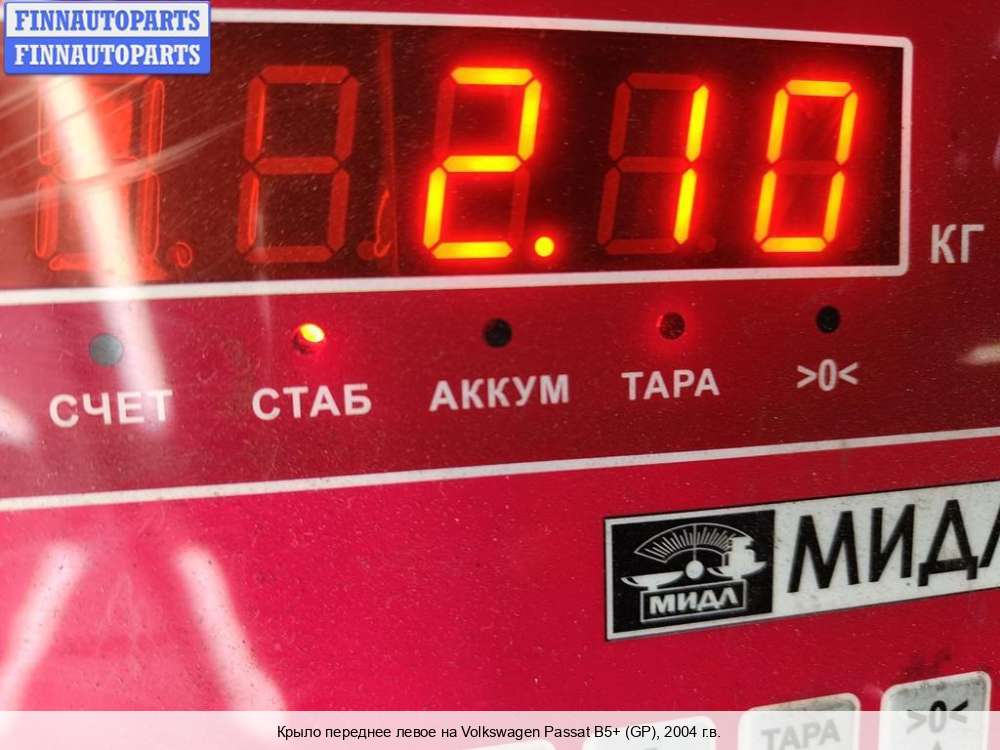 FINNAUTOPARTS
FINNAUTOPARTS
2.10
КГ
СЧЕТ СТАБ АККУМ ТАРА >0<
МИДЛ
МИДЛ
ТАРА >0<
Крыло переднее левое на Volkswagen Passat B5+ (GP), 2004 г.в.